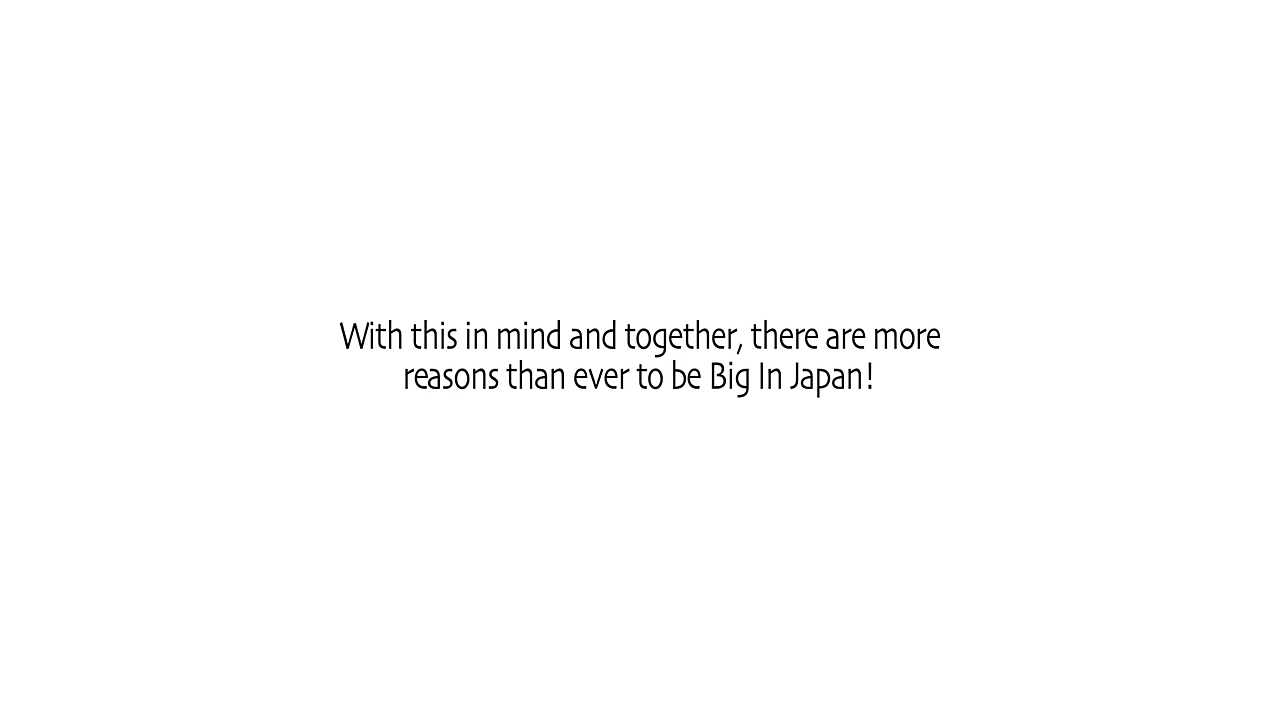 With this in mind and together, there are more
reasons than ever to be Big In Japan!